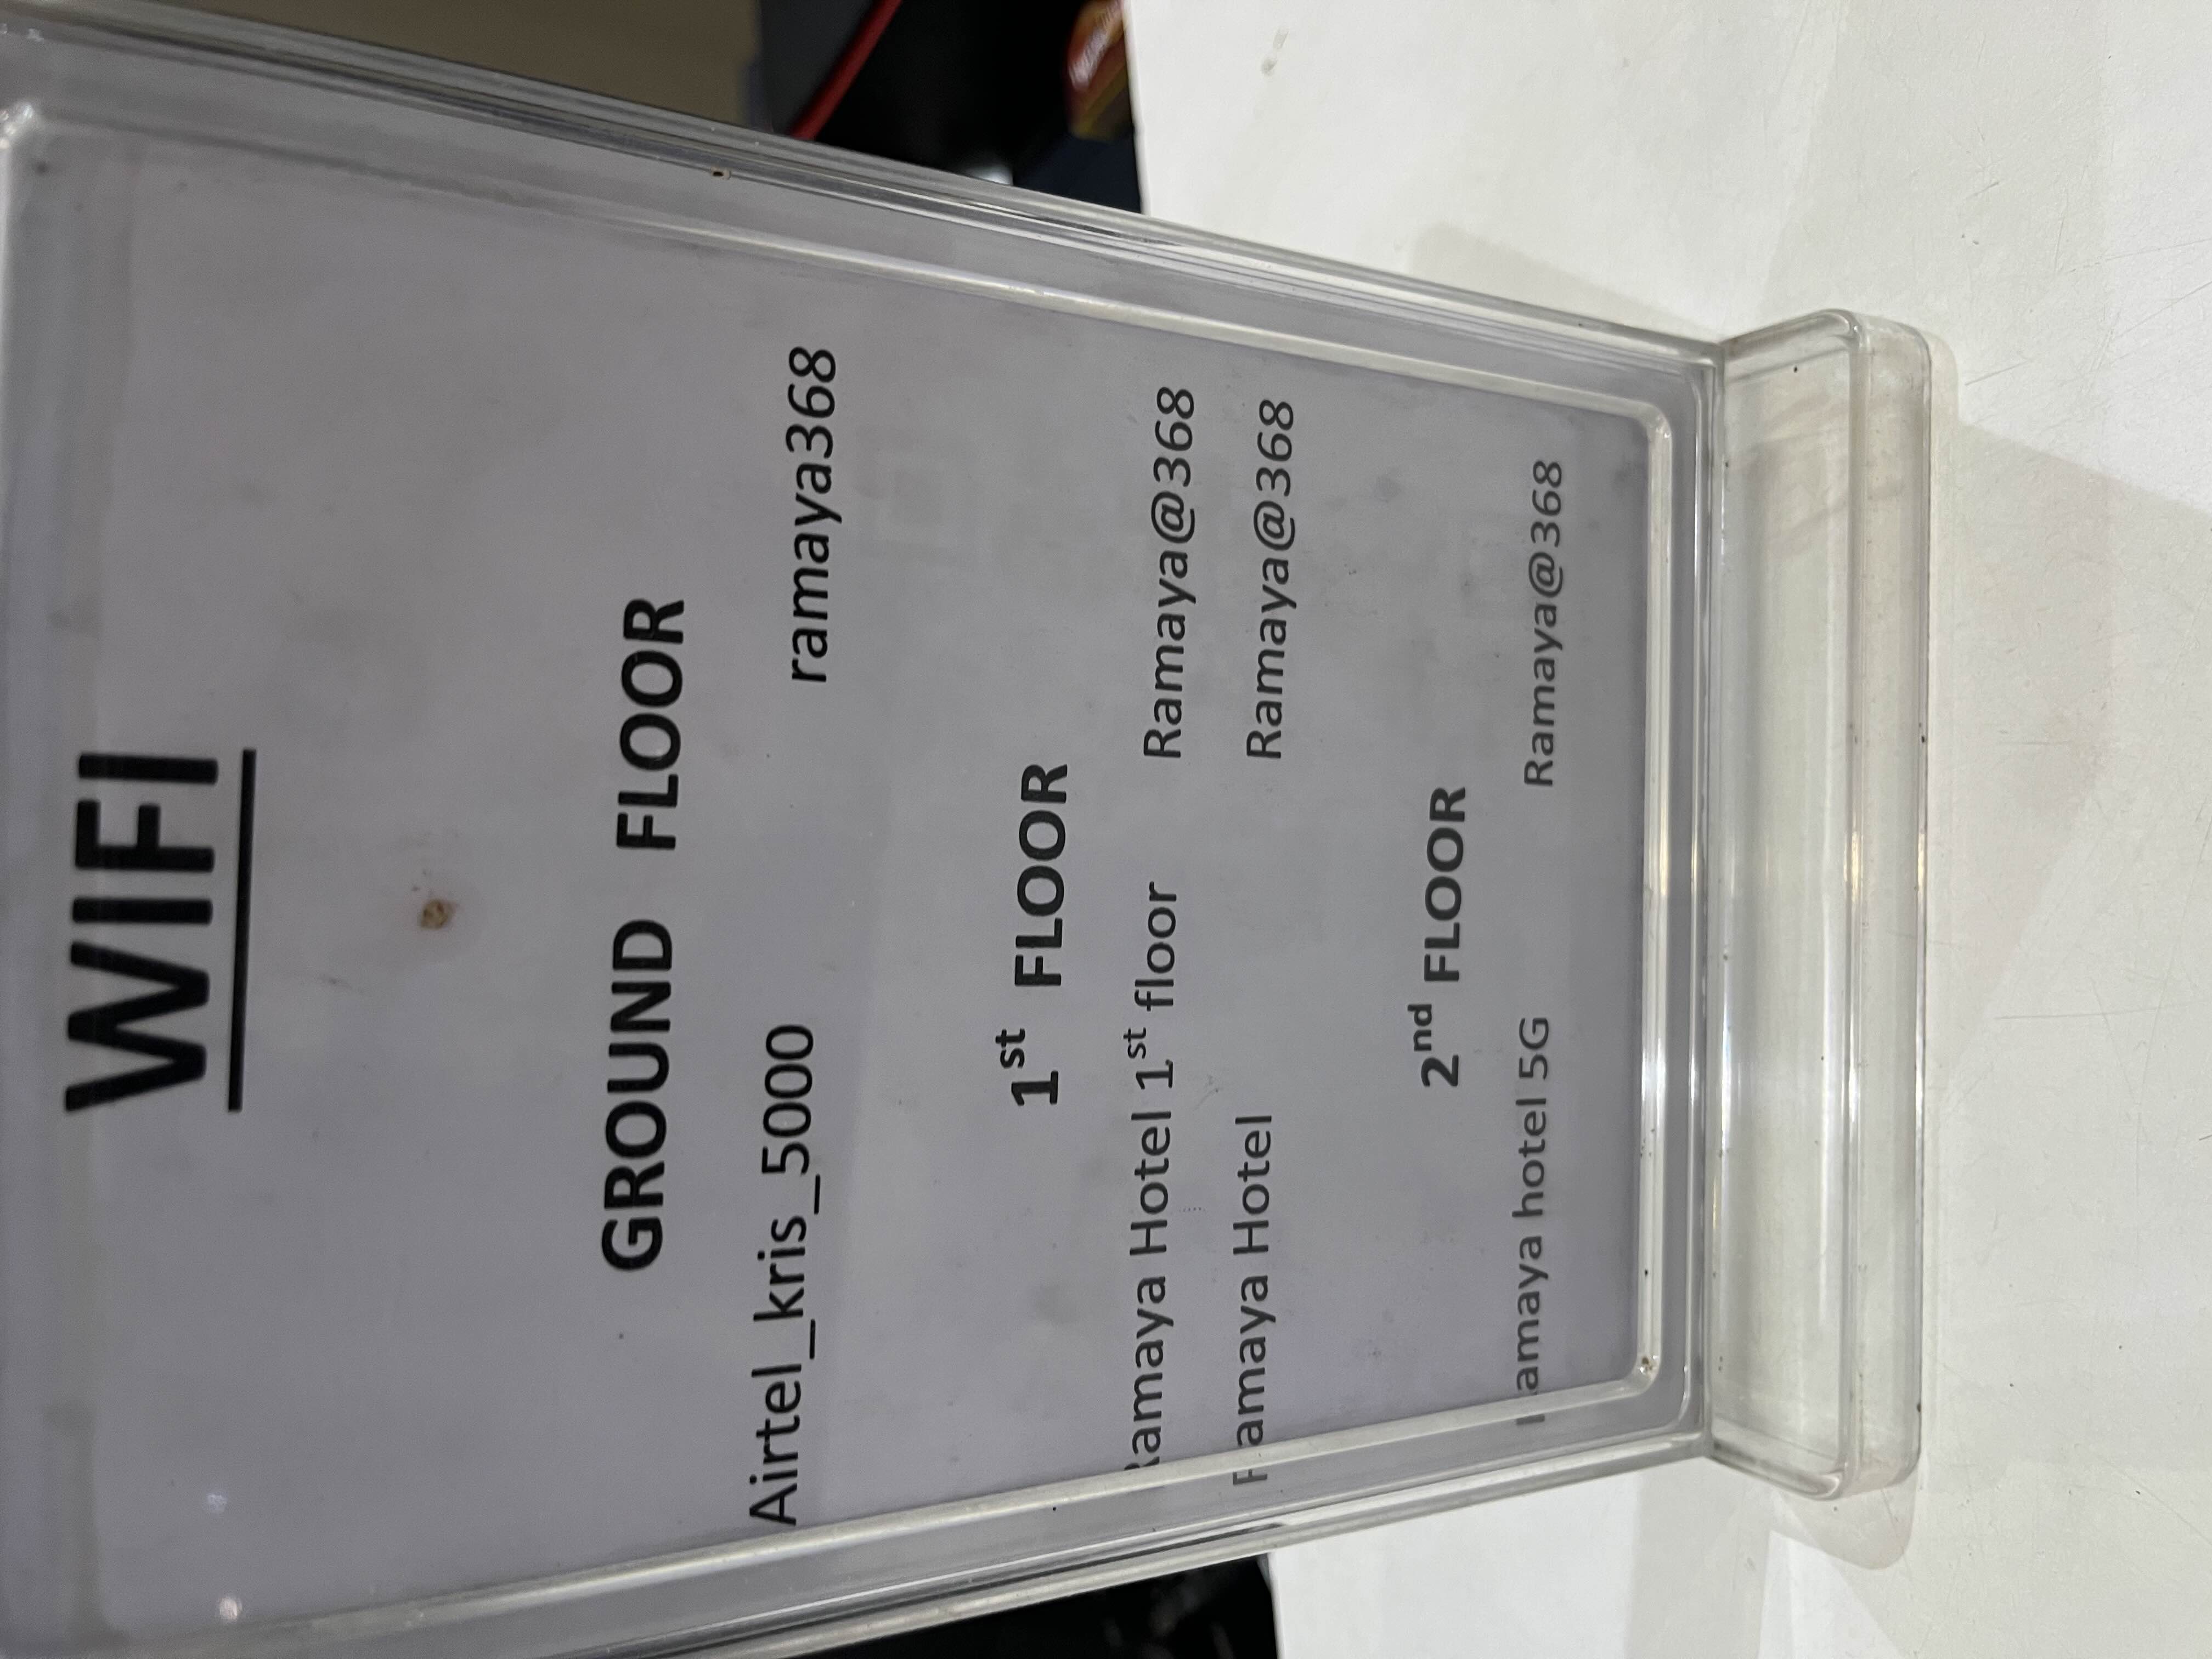 WIFI
GROUND FLOOR
Airtel_kris_5000 ramaya368
1st FLOOR
Ramaya Hotel 1st floor Ramaya@368
Ramaya Hotel Ramaya@368
2nd FLOOR
Ramaya hotel 5G Ramaya@368